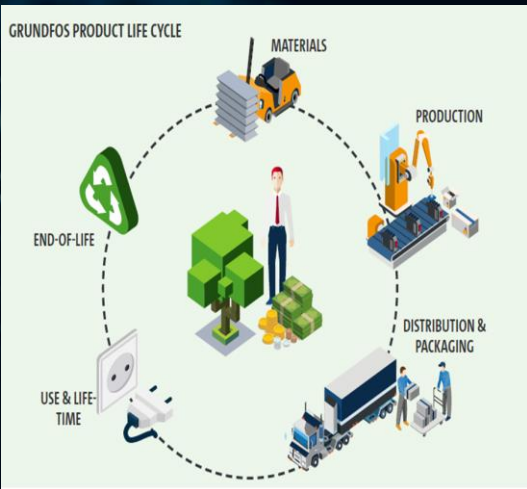 GRUNDFOS PRODUCT LIFE CYCLE
MATERIALS
PRODUCTION
DISTRIBUTION &
PACKAGING
USE & LIFE-
TIME
END-OF-LIFE